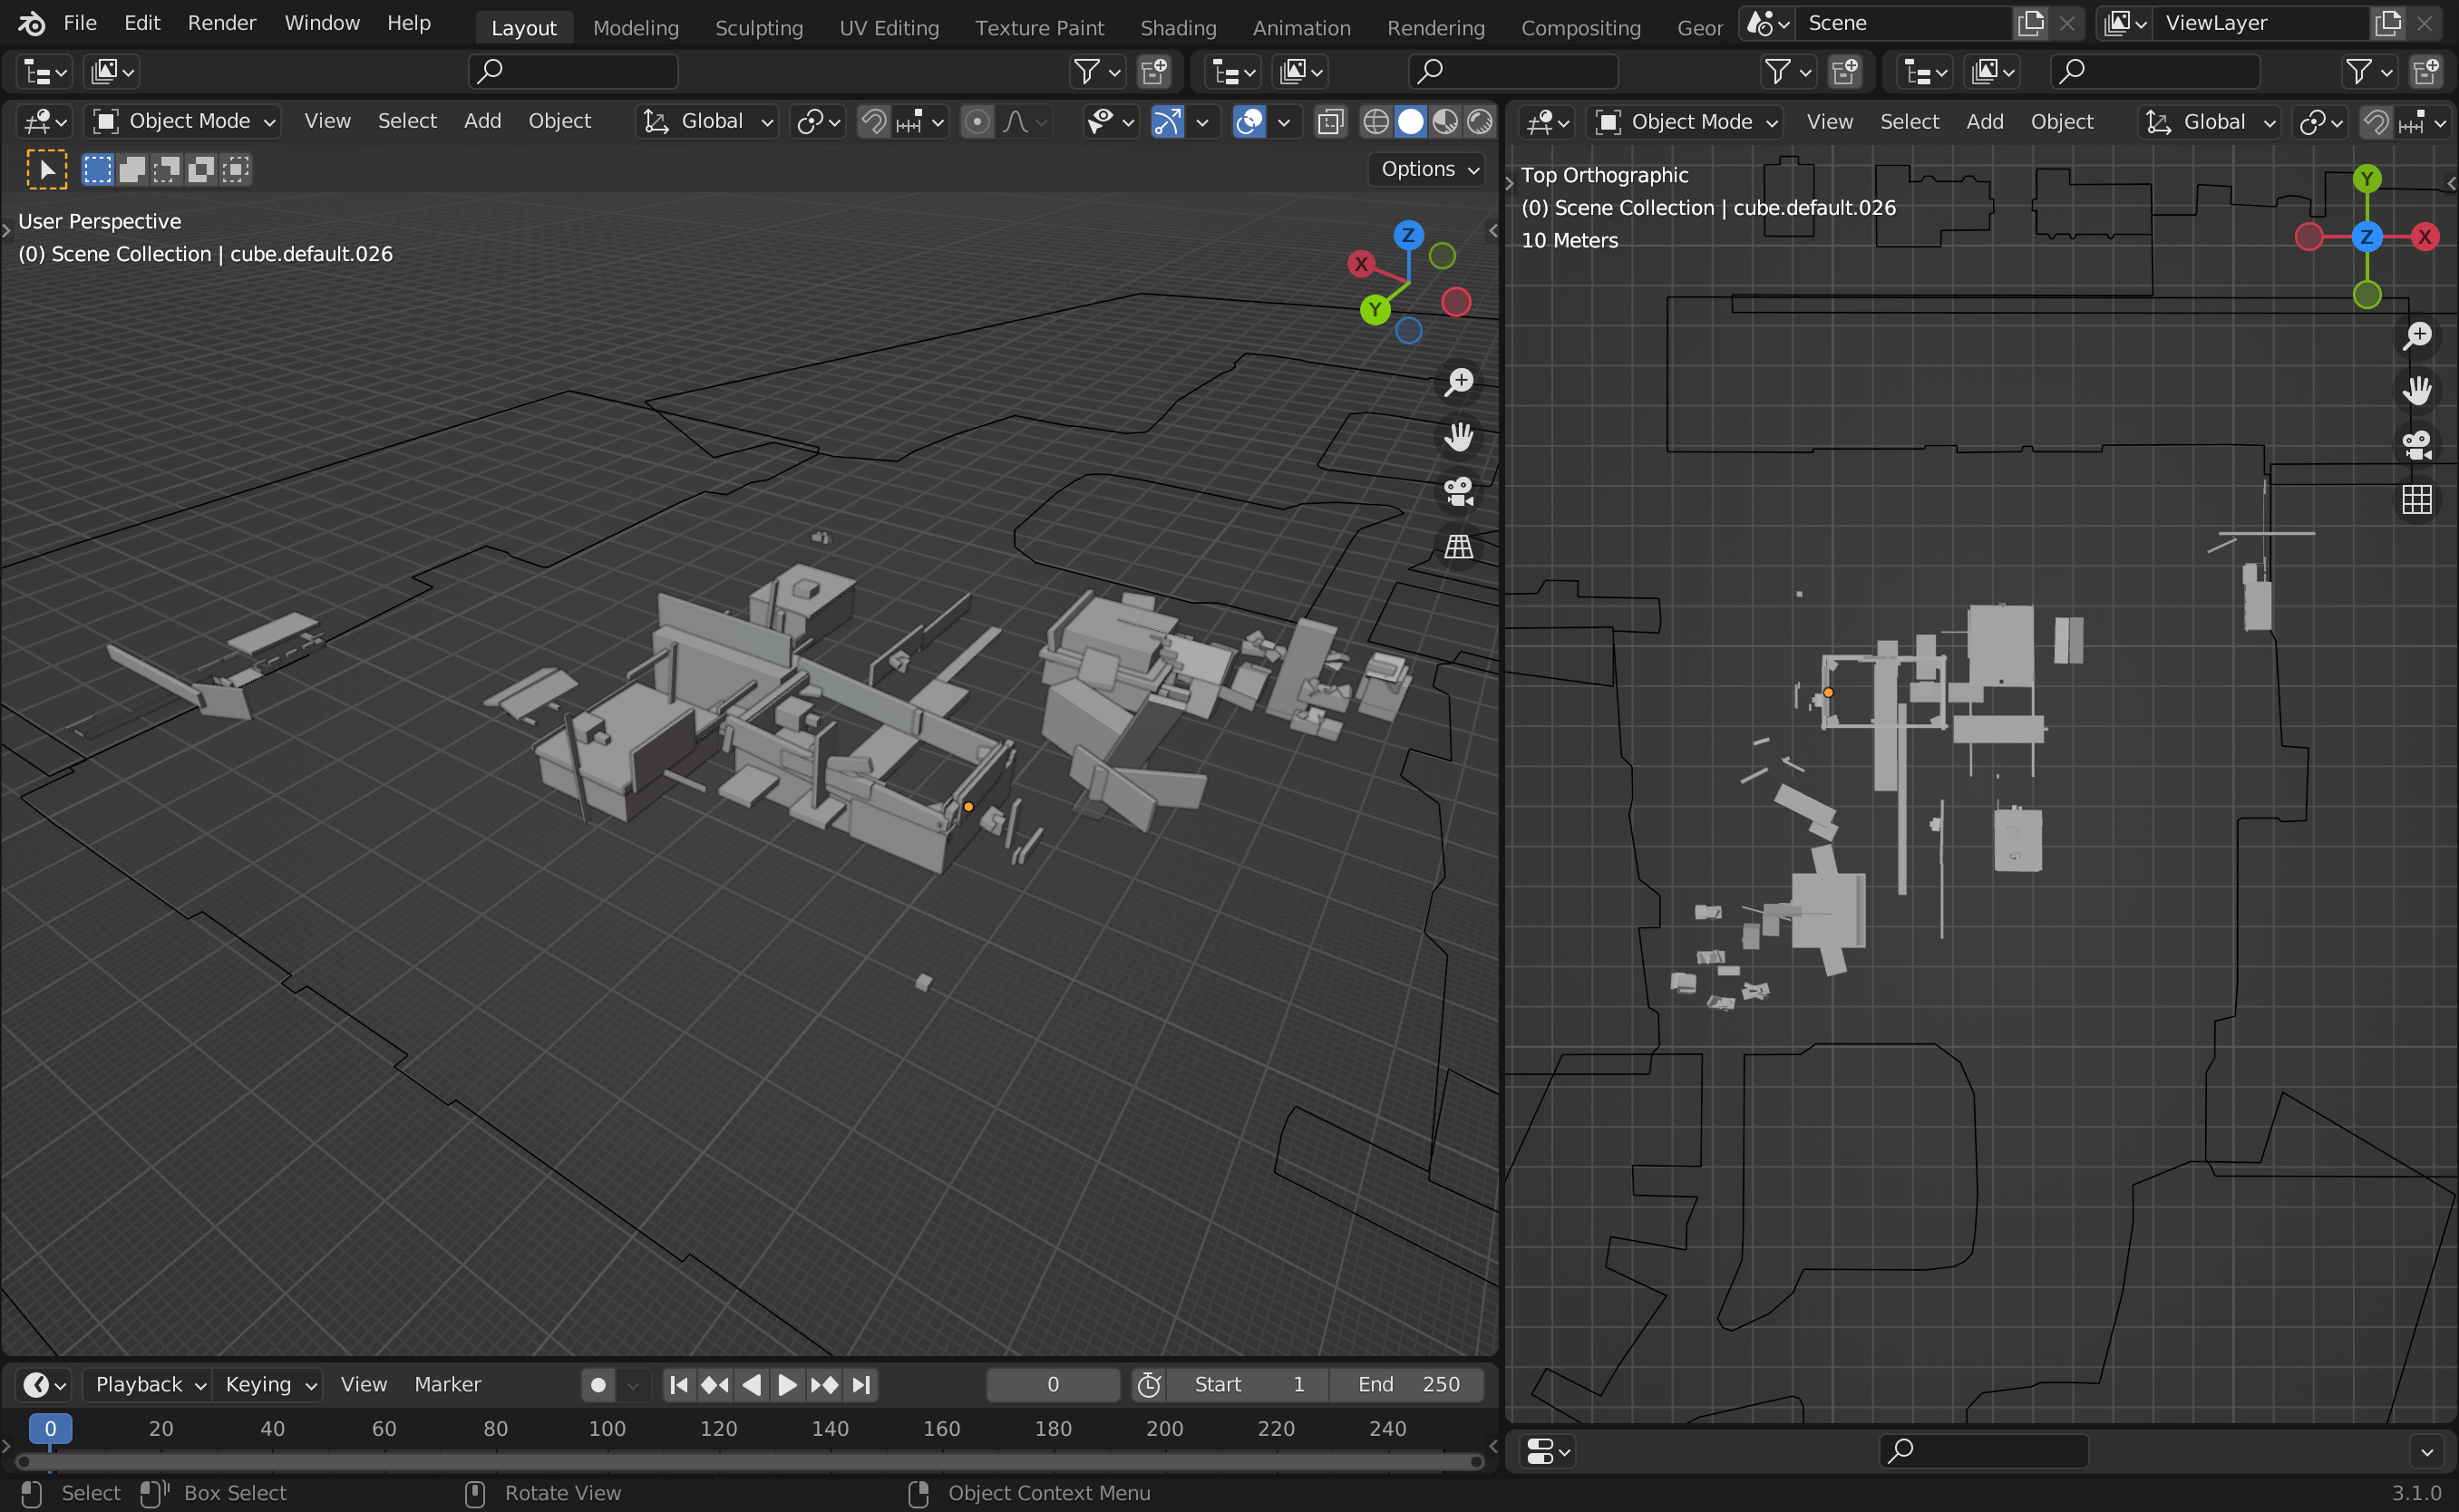 File Edit Render Window Help Layout Modeling Sculpting UV Editing Texture Paint Shading Animation Rendering Compositing Geor Scene ViewLayer
Object Mode View Select Add Object Global
Object Mode View Select Add Object Global
Options
User Perspective
(0) Scene Collection | cube.default.026
Z
X
Y
Top Orthographic
(0) Scene Collection | cube.default.026
10 Meters
Y
Z X
Playback Keying View Marker 0 Start 1 End 250
0 20 40 60 80 100 120 140 160 180 200 220 240
Select Box Select Rotate View Object Context Menu 3.1.0